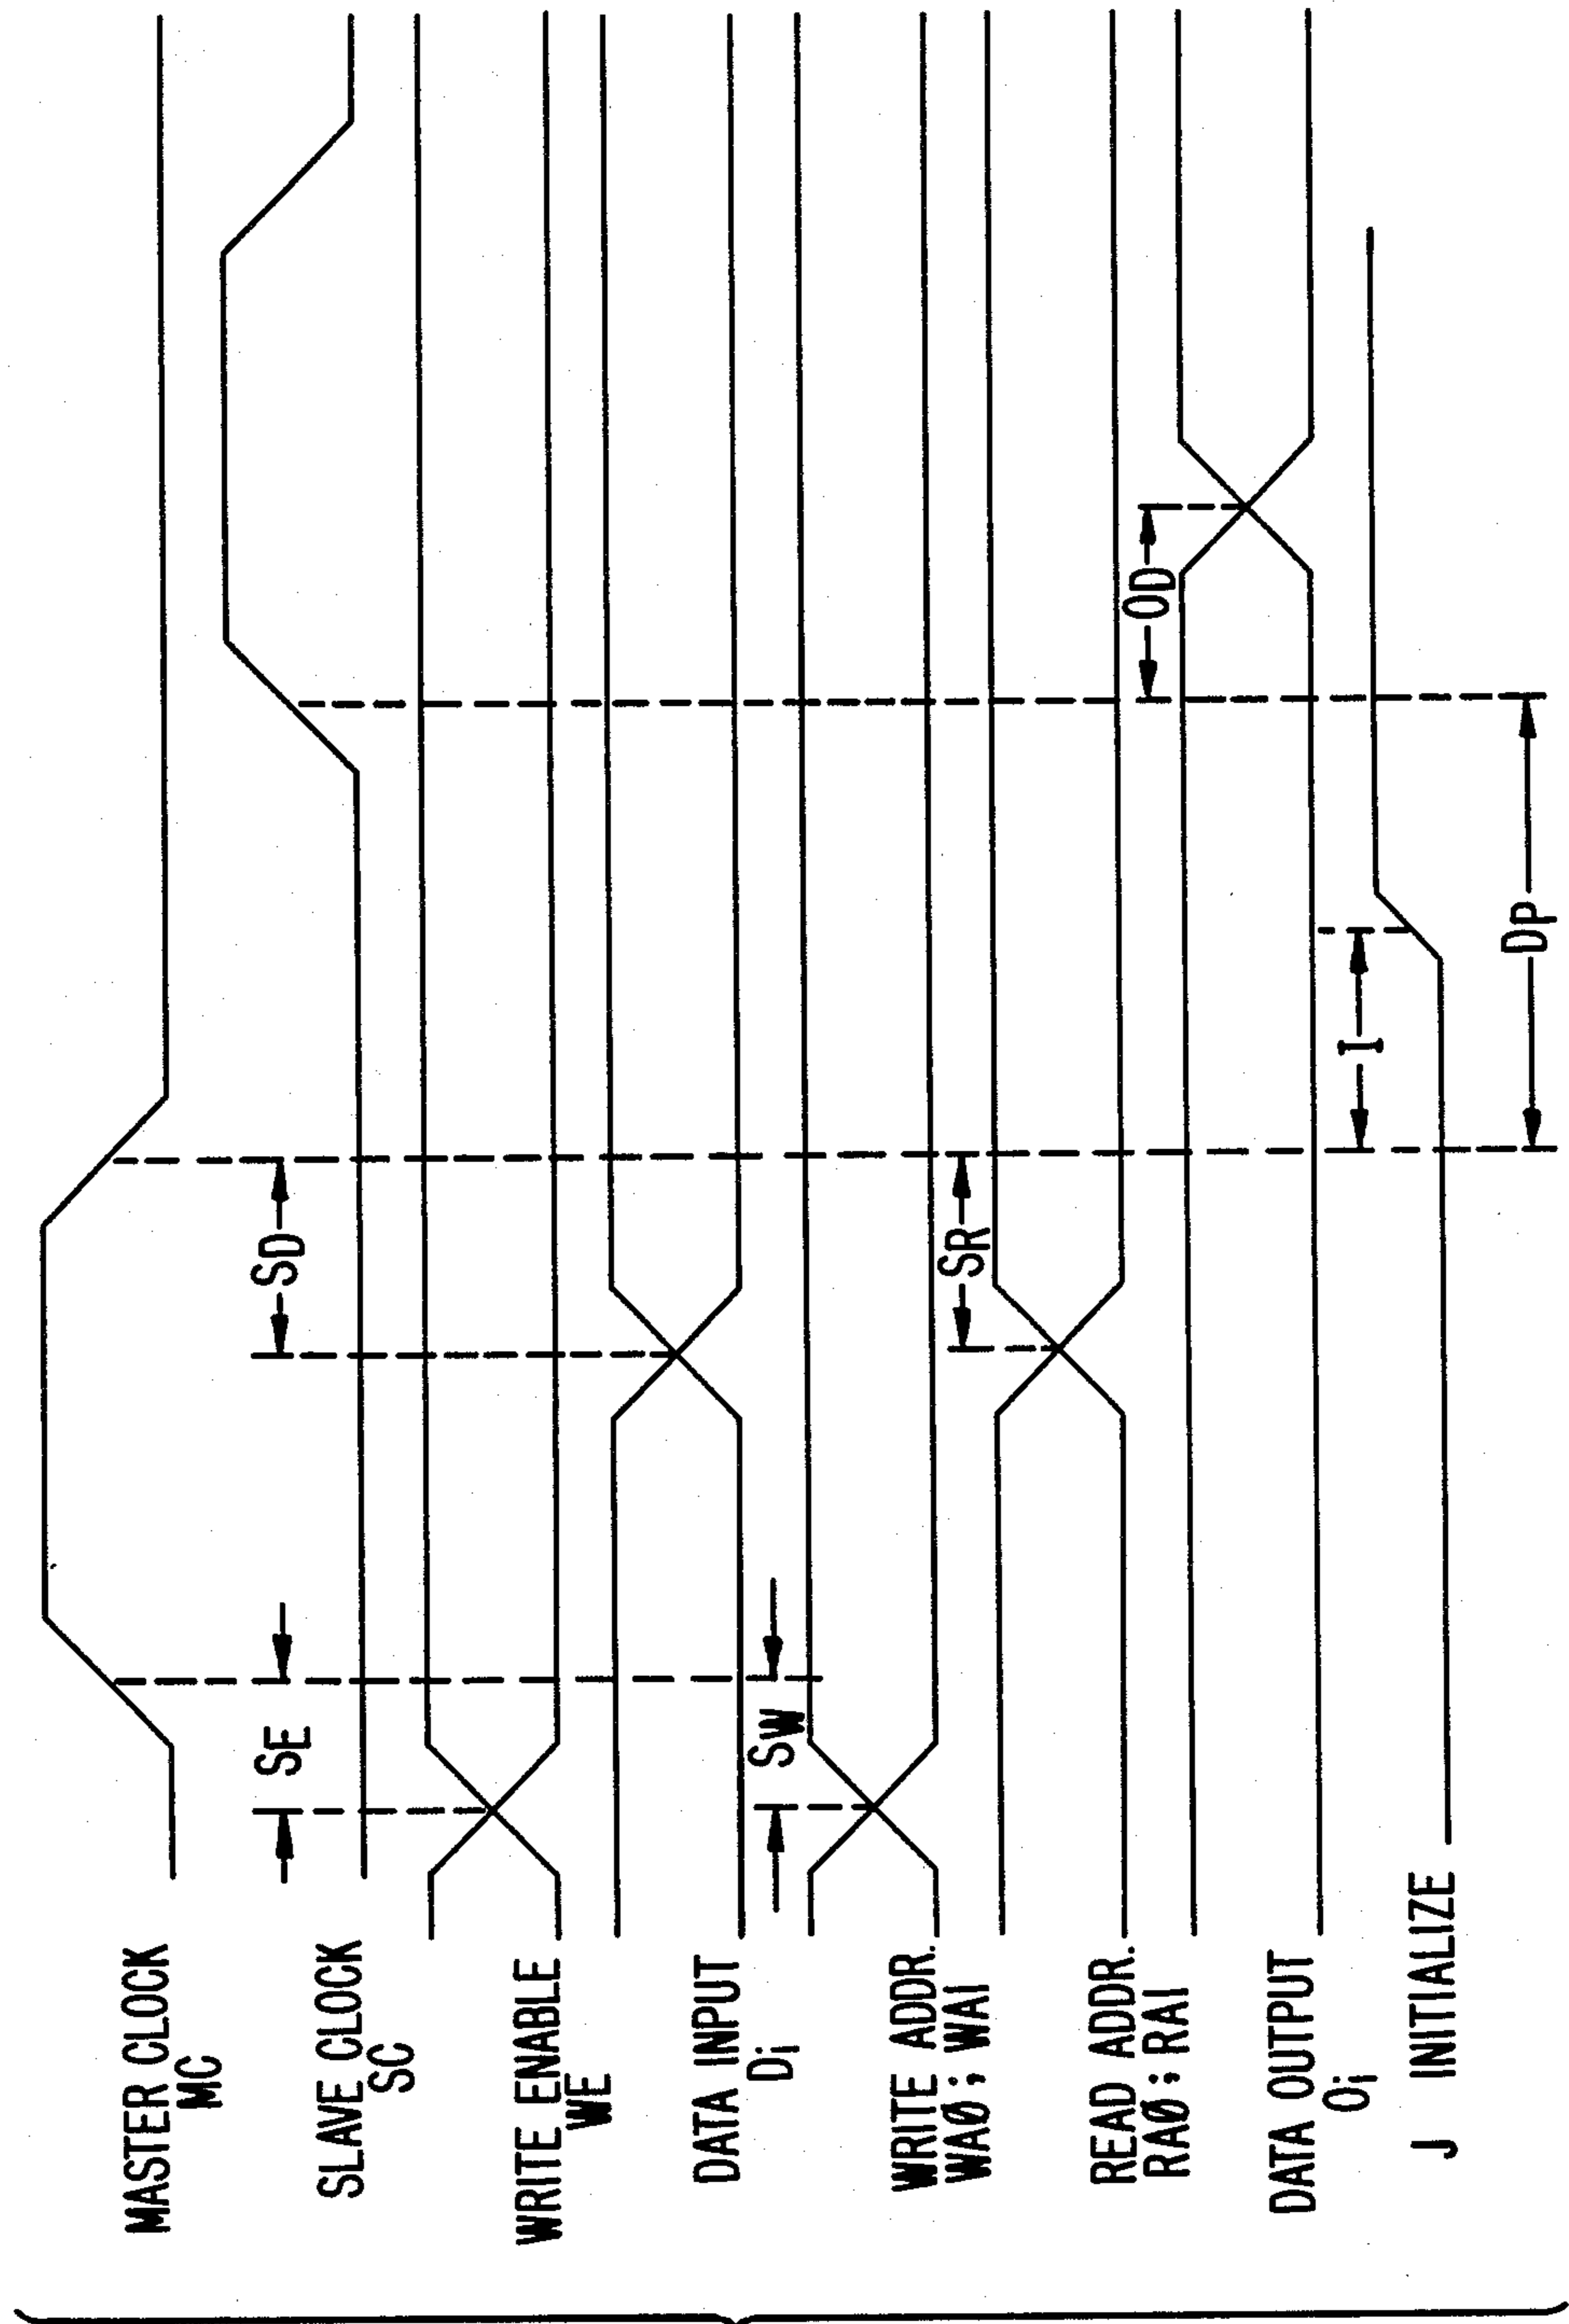 MASTER CLOCK
MC
SLAVE CLOCK
SC
WRITE ENABLE
WE
DATA INPUT
Di
WRITE ADDR.
WAØ; WAI
READ ADDR.
RAØ; RAI
DATA OUTPUT
Oi
J INITIALIZE
SE
SD
SW
SR
OD
I
DP